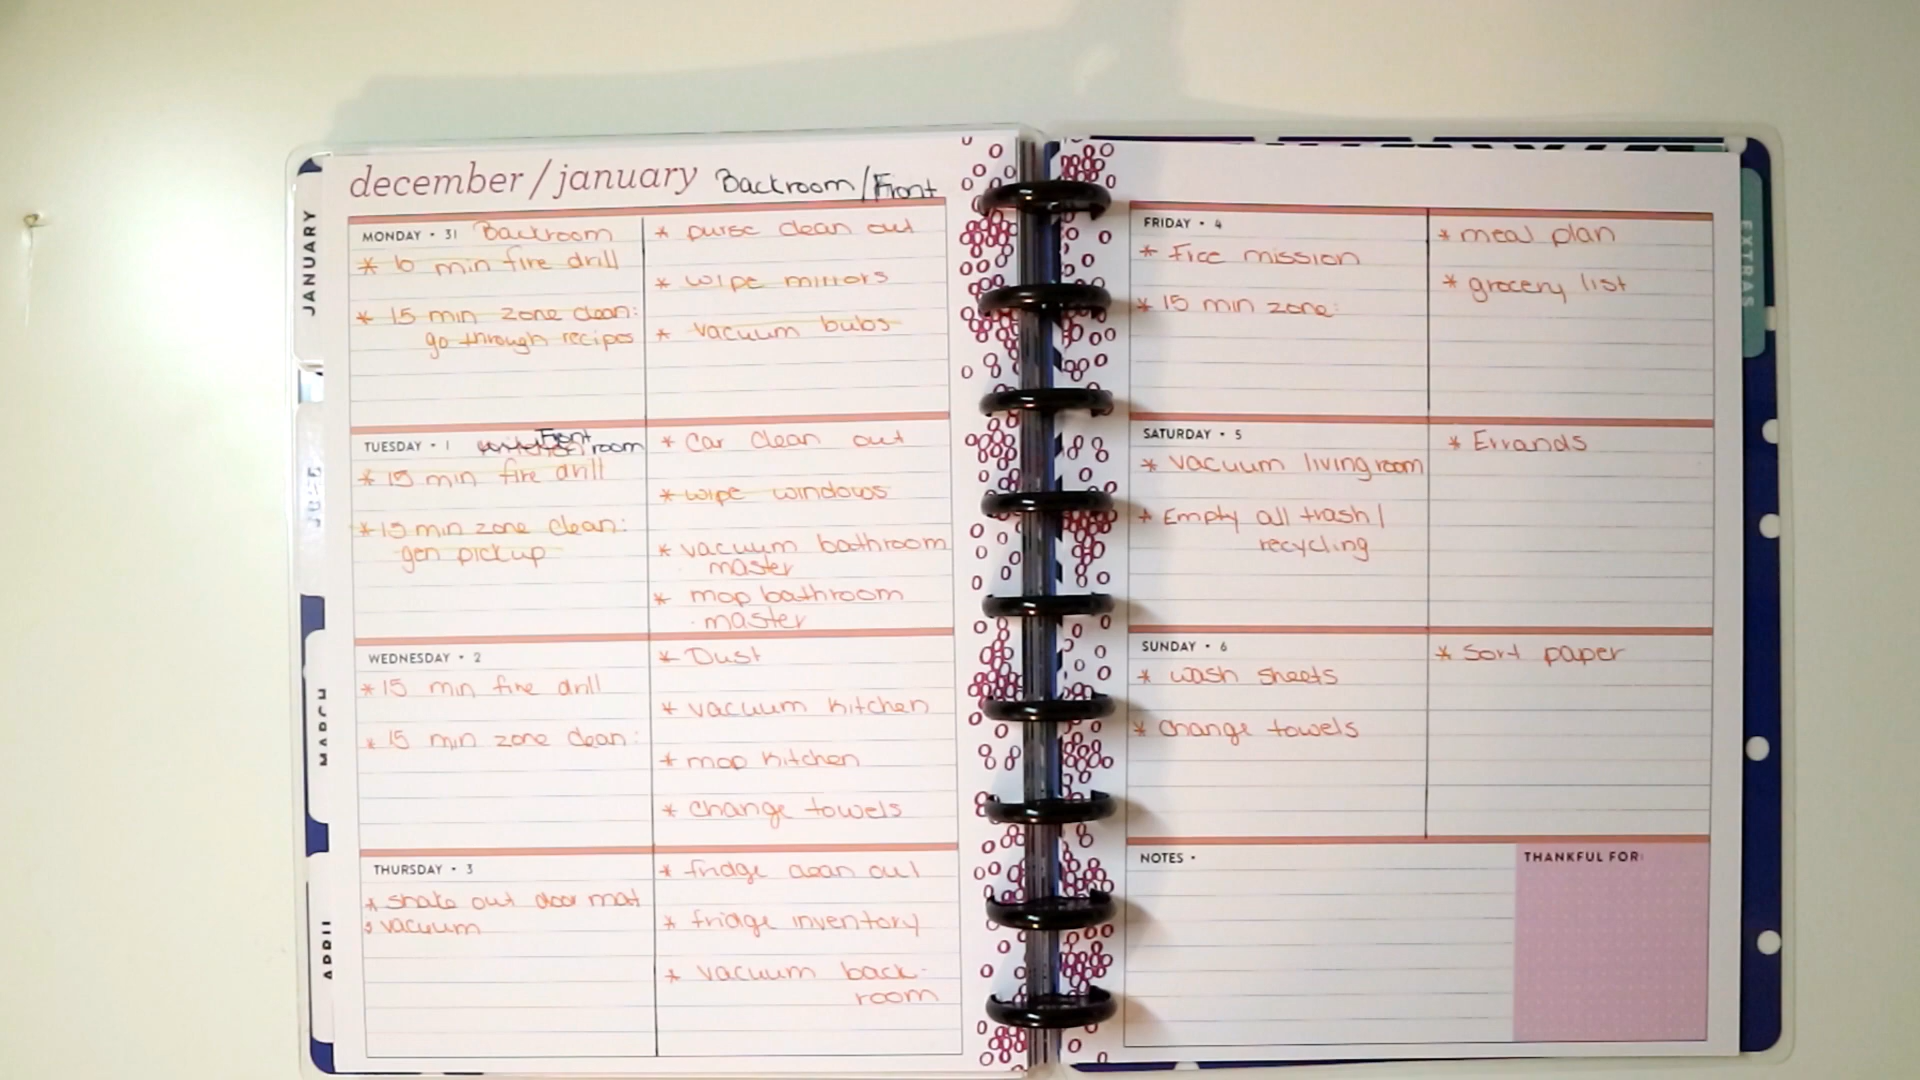 december / january Backroom/Front
JANUARY
MONDAY • 31 Backroom
* 10 min fire drill
* 15 min zone clean:
go through recipes
* purse clean out
* wipe mirrors
* vacuum bubs
TUESDAY • 1 Front room
* 15 min fire drill
* 15 min zone clean:
gen pickup
* Car Clean out
* wipe windows
* vacuum bathroom
master
* mop bathroom
- master
WEDNESDAY • 2
* 15 min fire drill
* 15 min zone clean:
* Dust
* vacuum Kitchen
* mop Kitchen
* Change towels
MARCH
THURSDAY • 3
* shake out door mat
& vacuum
* fridge clean out
* fridge inventory
* vacuum back-
room
APRIL
FRIDAY • 4
* Free mission
* 15 min zone:
* meal plan
* grocery list
EXTRAS
SATURDAY • 5
* vacuum livingroom
* Empty all trash/
recycling
* Errands
SUNDAY • 6
* wash sheets
* Change towels
* Sort paper
NOTES •
THANKFUL FOR: